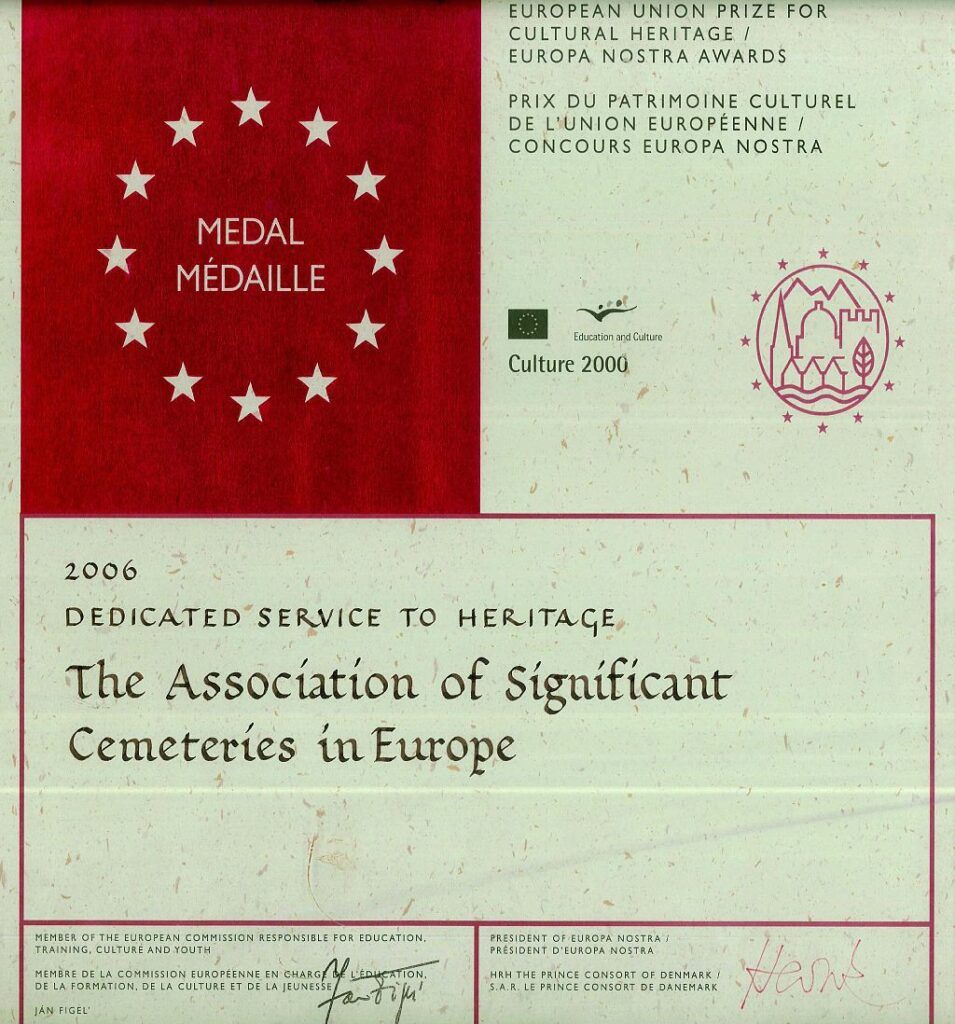 EUROPEAN UNION PRIZE FOR
CULTURAL HERITAGE /
EUROPA NOSTRA AWARDS
PRIX DU PATRIMOINE CULTUREL
DE L'UNION EUROPÉENNE /
CONCOURS EUROPA NOSTRA
MEDAL
MÉDAILLE
Education and Culture
Culture 2000
2006
DEDICATED SERVICE TO HERITAGE
The Association of Significant
Cemeteries in Europe
MEMBER OF THE EUROPEAN COMMISSION RESPONSIBLE FOR EDUCATION,
TRAINING, CULTURE AND YOUTH
MEMBRE DE LA COMMISSION EUROPÉENNE EN CHARGE DE L'ÉDUCATION,
DE LA FORMATION, DE LA CULTURE ET DE LA JEUNESSE
Ján Figeľ
JÁN FIGEL'
PRESIDENT OF EUROPA NOSTRA /
PRÉSIDENT D'EUROPA NOSTRA
HRH THE PRINCE CONSORT OF DENMARK /
S.A.R. LE PRINCE CONSORT DE DANEMARK